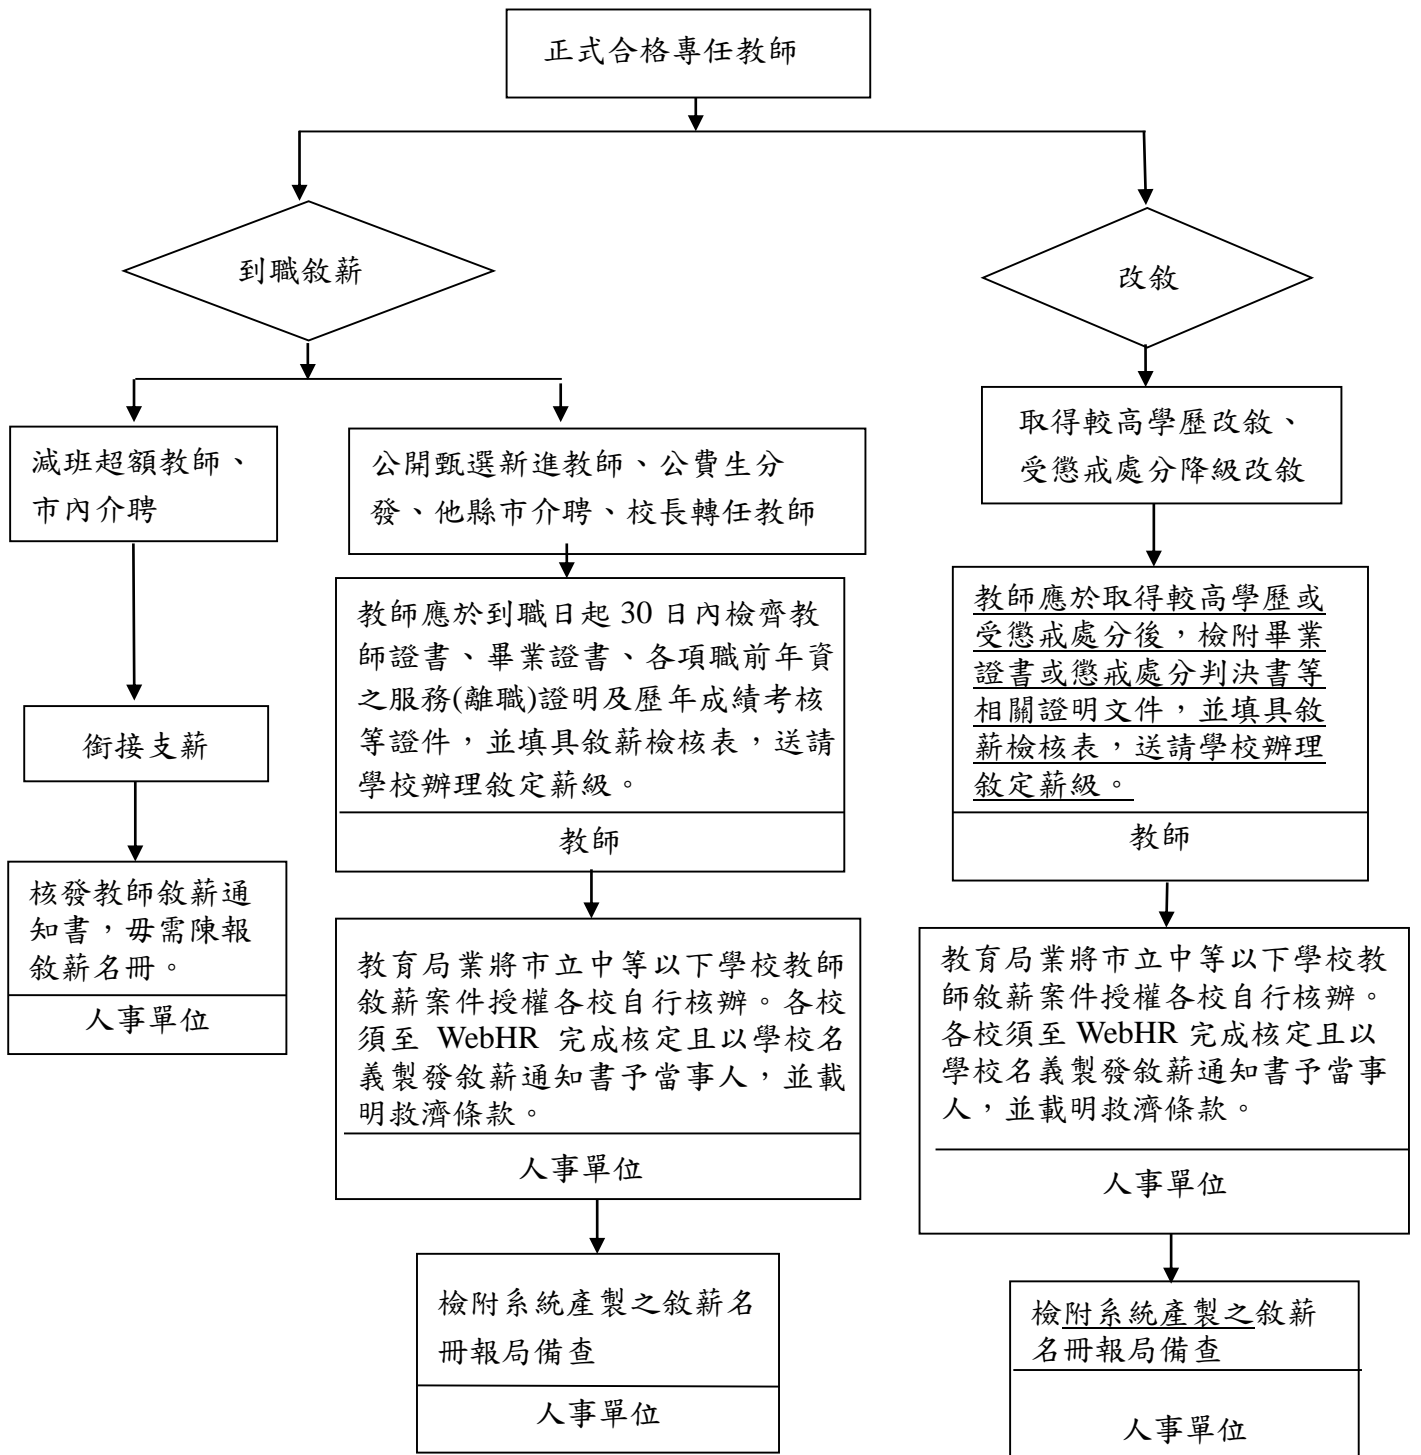 正式合格專任教師
到職敘薪
改敘
減班超額教師、
市內介聘
公開甄選新進教師、公費生分
發、他縣市介聘、校長轉任教師
取得較高學歷改敘、
受懲戒處分降級改敘
銜接支薪
教師應於到職日起 30 日內檢齊教
師證書、畢業證書、各項職前年資
之服務(離職)證明及歷年成績考核
等證件，並填具敘薪檢核表，送請
學校辦理敘定薪級。
教師
教師應於取得較高學歷或
受懲戒處分後，檢附畢業
證書或懲戒處分判決書等
相關證明文件，並填具敘
薪檢核表，送請學校辦理
敘定薪級。
教師
核發教師敘薪通
知書，毋需陳報
敘薪名冊。
人事單位
教育局業將市立中等以下學校教師
敘薪案件授權各校自行核辦。各校
須至 WebHR 完成核定且以學校名
義製發敘薪通知書予當事人，並載
明救濟條款。
人事單位
教育局業將市立中等以下學校教
師敘薪案件授權各校自行核辦。
各校須至 WebHR 完成核定且以
學校名義製發敘薪通知書予當事
人，並載明救濟條款。
人事單位
檢附系統產製之敘薪名
冊報局備查
人事單位
檢附系統產製之敘薪
名冊報局備查
人事單位